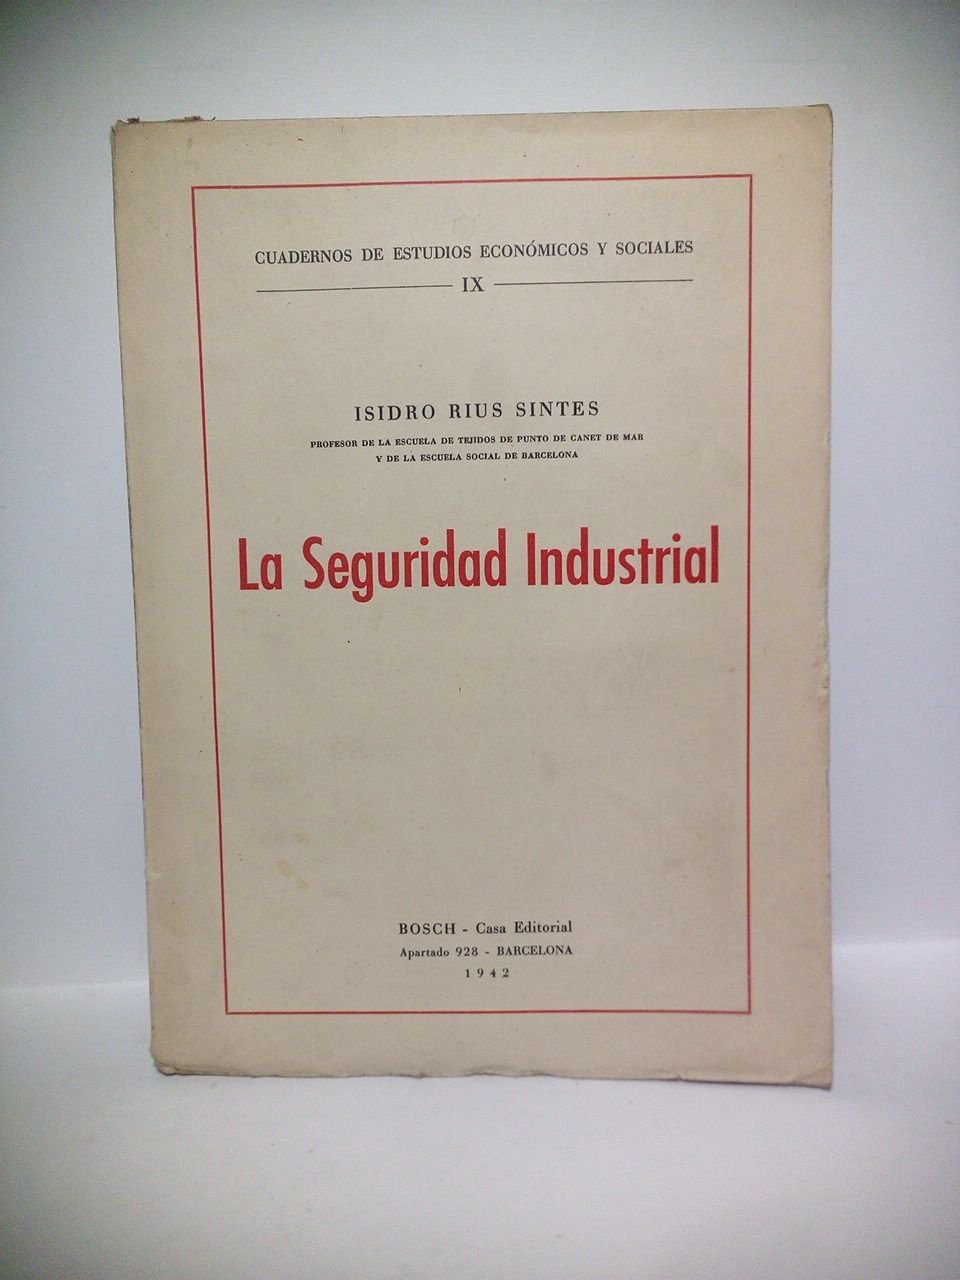 CUADERNOS DE ESTUDIOS ECONÓMICOS Y SOCIALES
IX
ISIDRO RIUS SINTES
PROFESOR DE LA ESCUELA DE TEJIDOS DE PUNTO DE CANET DE MAR
Y DE LA ESCUELA SOCIAL DE BARCELONA
La Seguridad Industrial
BOSCH - Casa Editorial
Apartado 928 - BARCELONA
1942